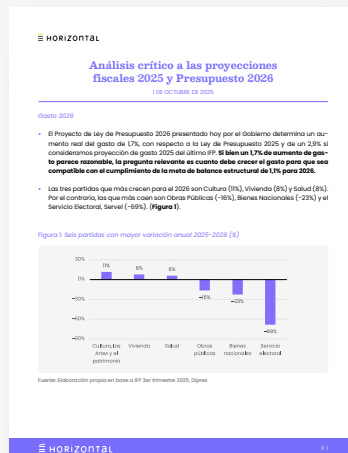 HORIZONTAL
Análisis crítico a las proyecciones
fiscales 2025 y Presupuesto 2026
1 DE OCTUBRE DE 2025
Gasto 2026
• El Proyecto de Ley de Presupuesto 2026 presentado hoy por el Gobierno determina un au-
mento real del gasto de 1,7%, con respecto a la Ley de Presupuesto 2025 y de un 2,9% si
consideramos proyección de gasto 2025 del último IFP. Si bien un 1,7% de aumento de gas-
to parece razonable, la pregunta relevante es cuanto debe crecer el gasto para que sea
compatible con el cumplimiento de la meta de balance estructural de 1,1% para 2026.
• Las tres partidas que más crecen para el 2026 son Cultura (11%), Vivienda (8%) y Salud (8%).
Por el contrario, las que más caen son Obras Públicas (-16%), Bienes Nacionales (-23%) y el
Servicio Electoral, Servel (-69%). (Figura 1).
Figura 1: Seis partidas con mayor variación anual 2025-2026 (%)
30%
0%
-30%
-60%
-90%
11%
8%
6%
-16%
-23%
-69%
Cultura, las Artes y el patrimonio
Vivienda
Salud
Obras públicas
Bienes nacionales
Servicio electoral
Fuente: Elaboración propia en base a IFP 3er trimestre 2025, Dipres
HORIZONTAL
P. 1